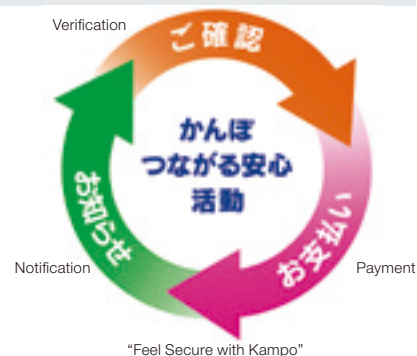 Verification
ご確認
かんぽ
つながる安心
活動
お知らせ
お支払い
Notification
Payment
"Feel Secure with Kampo"